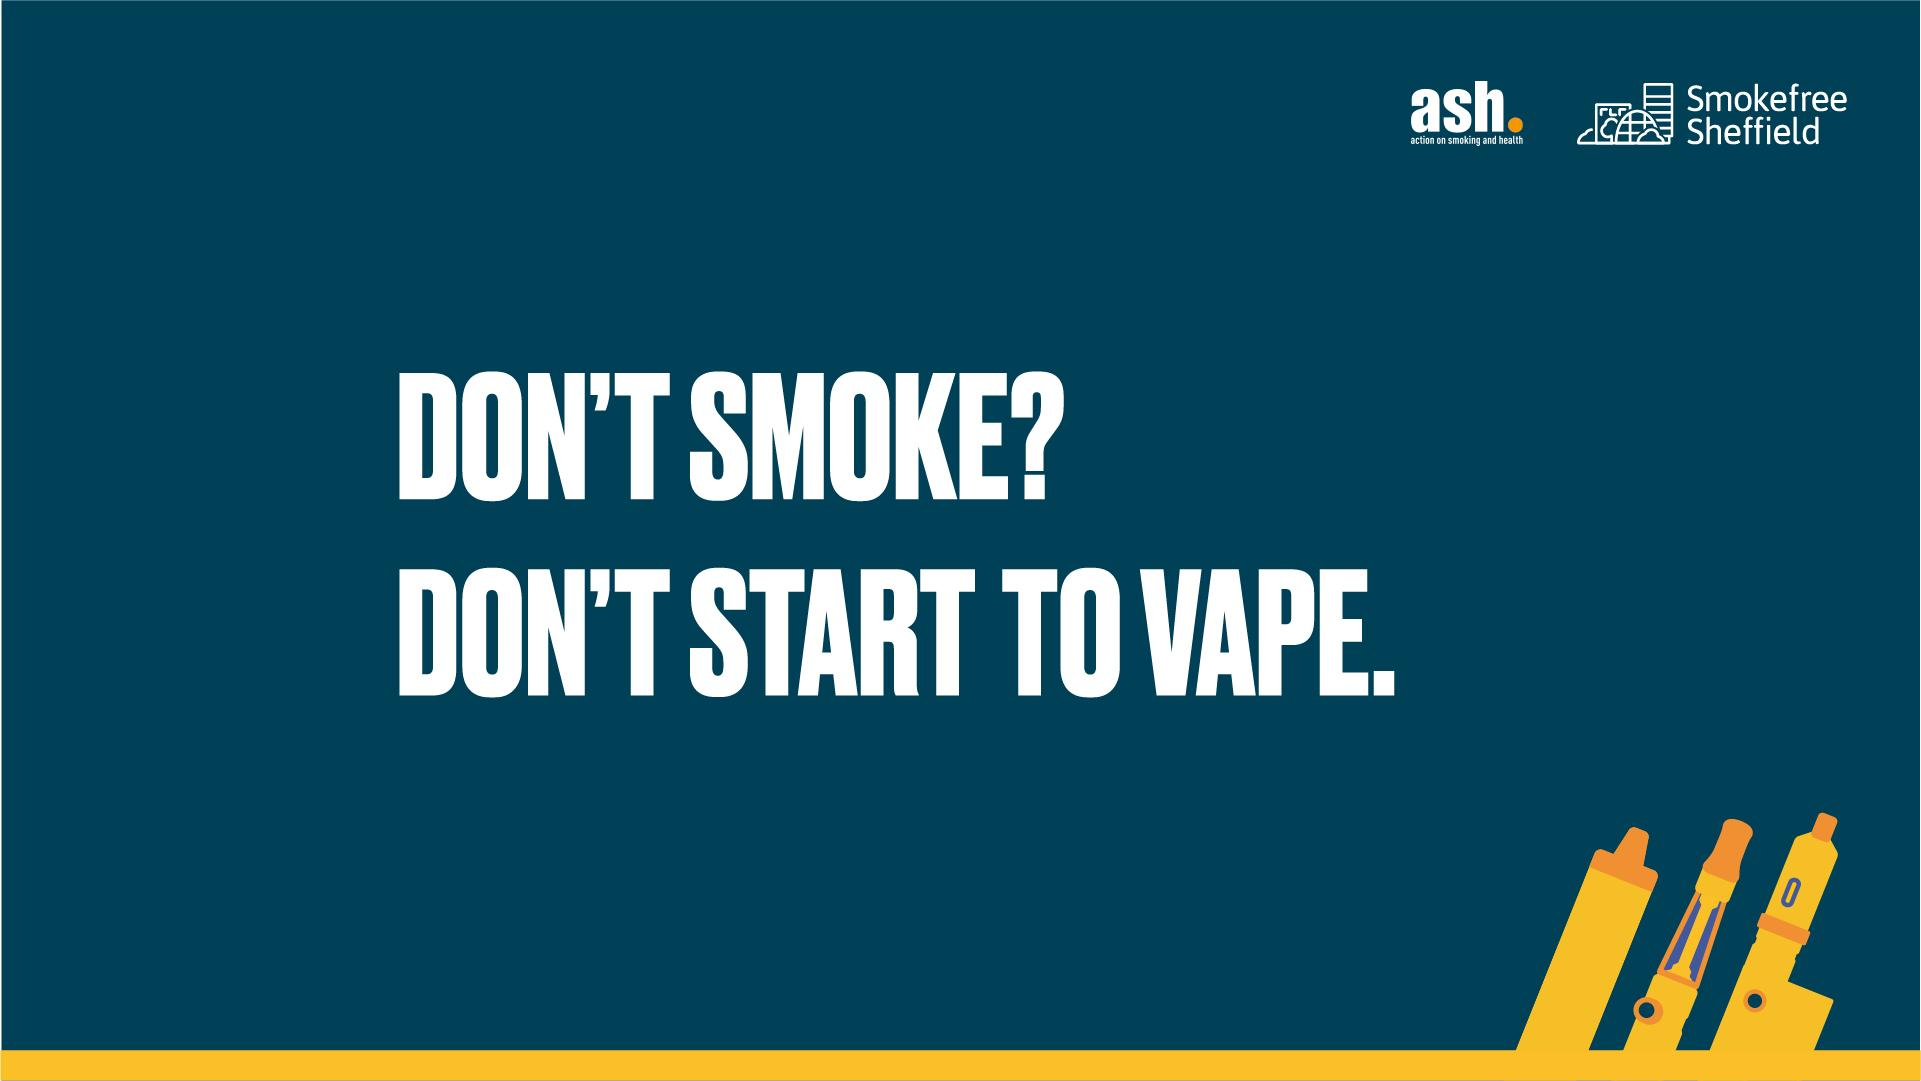 ash.
action on smoking and health
Smokefree
Sheffield
DON’T SMOKE?
DON’T START TO VAPE.